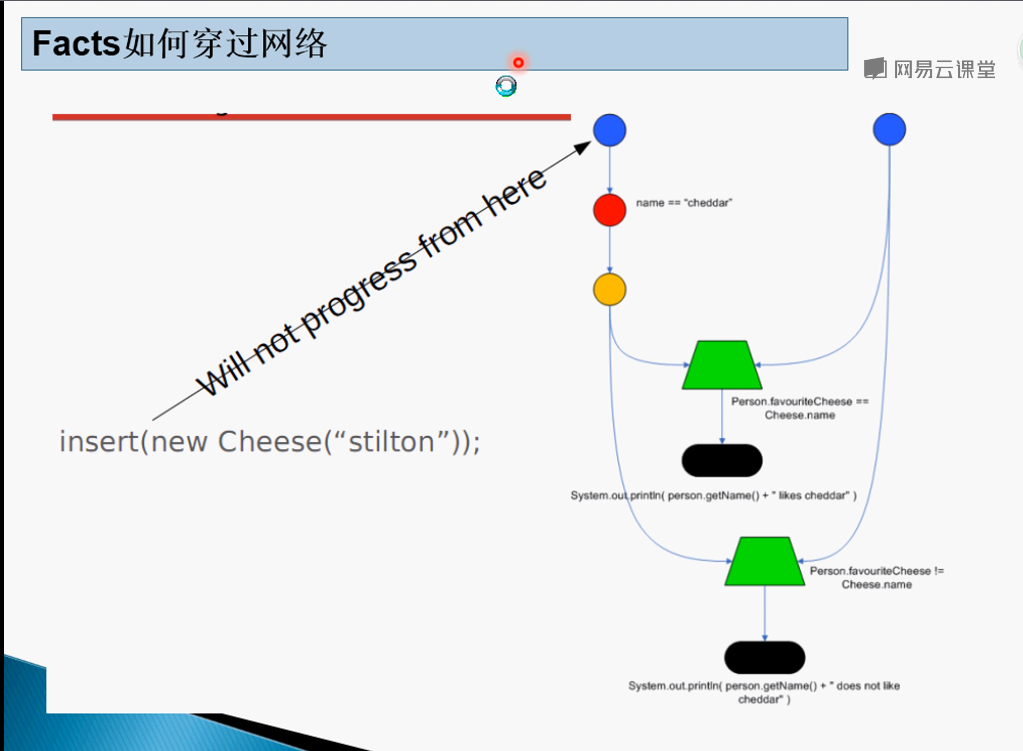 Facts如何穿过网络
网易云课堂
Will not progress from here
name == "cheddar"
insert(new Cheese(“stilton”));
Person.favouriteCheese ==
Cheese.name
System.out.println( person.getName() + " likes cheddar" )
Person.favouriteCheese !=
Cheese.name
System.out.println( person.getName() + " does not like
cheddar" )